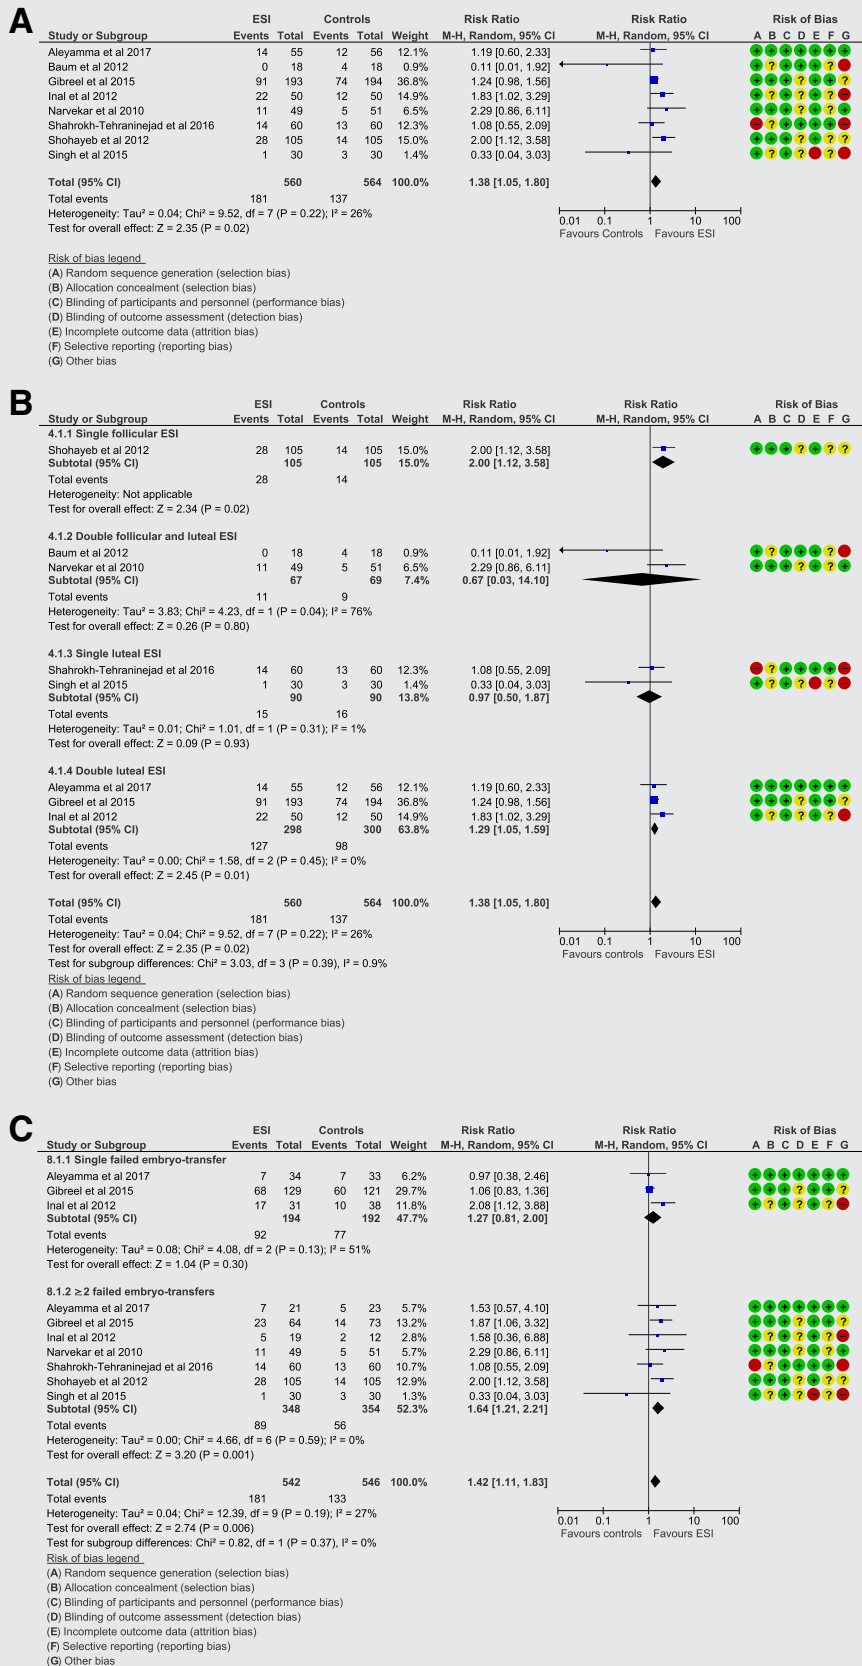 A
ESI Controls Risk Ratio Risk Ratio Risk of Bias
Study or Subgroup Events Total Events Total Weight M-H, Random, 95% CI M-H, Random, 95% CI A B C D E F G
Aleyamma et al 2017 14 55 12 56 12.1% 1.19 [0.60, 2.33] + + + + + + +
Baum et al 2012 0 18 4 18 0.9% 0.11 [0.01, 1.92] + ? + ? + ? −
Gibreel et al 2015 91 193 74 194 36.8% 1.24 [0.98, 1.56] + + + ? + + ?
Inal et al 2012 22 50 12 50 14.9% 1.83 [1.02, 3.29] + ? + ? + ? −
Narvekar et al 2010 11 49 5 51 6.5% 2.29 [0.86, 6.11] + + + ? + ? +
Shahrokh-Tehraninejad et al 2016 14 60 13 60 12.3% 1.08 [0.55, 2.09] − ? + + + ? −
Shohayeb et al 2012 28 105 14 105 15.0% 2.00 [1.12, 3.58] + + + ? + ? ?
Singh et al 2015 1 30 3 30 1.4% 0.33 [0.04, 3.03] + ? + ? − ? −
Total (95% CI) 560 564 100.0% 1.38 [1.05, 1.80]
Total events 181 137
Heterogeneity: Tau² = 0.04; Chi² = 9.52, df = 7 (P = 0.22); I² = 26%
Test for overall effect: Z = 2.35 (P = 0.02)
0.01 0.1 1 10 100
Favours Controls Favours ESI
Risk of bias legend
(A) Random sequence generation (selection bias)
(B) Allocation concealment (selection bias)
(C) Blinding of participants and personnel (performance bias)
(D) Blinding of outcome assessment (detection bias)
(E) Incomplete outcome data (attrition bias)
(F) Selective reporting (reporting bias)
(G) Other bias
B
ESI Controls Risk Ratio Risk Ratio Risk of Bias
Study or Subgroup Events Total Events Total Weight M-H, Random, 95% CI M-H, Random, 95% CI A B C D E F G
4.1.1 Single follicular ESI
Shohayeb et al 2012 28 105 14 105 15.0% 2.00 [1.12, 3.58] + + + ? + ? ?
Subtotal (95% CI) 105 105 15.0% 2.00 [1.12, 3.58]
Total events 28 14
Heterogeneity: Not applicable
Test for overall effect: Z = 2.34 (P = 0.02)
4.1.2 Double follicular and luteal ESI
Baum et al 2012 0 18 4 18 0.9% 0.11 [0.01, 1.92] + ? + ? + ? −
Narvekar et al 2010 11 49 5 51 6.5% 2.29 [0.86, 6.11] + + + ? + ? +
Subtotal (95% CI) 67 69 7.4% 0.67 [0.03, 14.10]
Total events 11 9
Heterogeneity: Tau² = 3.83; Chi² = 4.23, df = 1 (P = 0.04); I² = 76%
Test for overall effect: Z = 0.26 (P = 0.80)
4.1.3 Single luteal ESI
Shahrokh-Tehraninejad et al 2016 14 60 13 60 12.3% 1.08 [0.55, 2.09] − ? + + + ? −
Singh et al 2015 1 30 3 30 1.4% 0.33 [0.04, 3.03] + ? + ? − ? −
Subtotal (95% CI) 90 90 13.8% 0.97 [0.50, 1.87]
Total events 15 16
Heterogeneity: Tau² = 0.01; Chi² = 1.01, df = 1 (P = 0.31); I² = 1%
Test for overall effect: Z = 0.09 (P = 0.93)
4.1.4 Double luteal ESI
Aleyamma et al 2017 14 55 12 56 12.1% 1.19 [0.60, 2.33] + + + + + + +
Gibreel et al 2015 91 193 74 194 36.8% 1.24 [0.98, 1.56] + + + ? + + ?
Inal et al 2012 22 50 12 50 14.9% 1.83 [1.02, 3.29] + ? + ? + ? −
Subtotal (95% CI) 298 300 63.8% 1.29 [1.05, 1.59]
Total events 127 98
Heterogeneity: Tau² = 0.00; Chi² = 1.58, df = 2 (P = 0.45); I² = 0%
Test for overall effect: Z = 2.45 (P = 0.01)
Total (95% CI) 560 564 100.0% 1.38 [1.05, 1.80]
Total events 181 137
Heterogeneity: Tau² = 0.04; Chi² = 9.52, df = 7 (P = 0.22); I² = 26%
Test for overall effect: Z = 2.35 (P = 0.02)
Test for subgroup differences: Chi² = 3.03, df = 3 (P = 0.39), I² = 0.9%
0.01 0.1 1 10 100
Favours controls Favours ESI
Risk of bias legend
(A) Random sequence generation (selection bias)
(B) Allocation concealment (selection bias)
(C) Blinding of participants and personnel (performance bias)
(D) Blinding of outcome assessment (detection bias)
(E) Incomplete outcome data (attrition bias)
(F) Selective reporting (reporting bias)
(G) Other bias
C
ESI Controls Risk Ratio Risk Ratio Risk of Bias
Study or Subgroup Events Total Events Total Weight M-H, Random, 95% CI M-H, Random, 95% CI A B C D E F G
8.1.1 Single failed embryo-transfer
Aleyamma et al 2017 7 34 7 33 6.2% 0.97 [0.38, 2.46] + + + + + + +
Gibreel et al 2015 68 129 60 121 29.7% 1.06 [0.83, 1.36] + + + ? + + ?
Inal et al 2012 17 31 10 38 11.8% 2.08 [1.12, 3.88] + ? + ? + ? −
Subtotal (95% CI) 194 192 47.7% 1.27 [0.81, 2.00]
Total events 92 77
Heterogeneity: Tau² = 0.08; Chi² = 4.08, df = 2 (P = 0.13); I² = 51%
Test for overall effect: Z = 1.04 (P = 0.30)
8.1.2 ≥2 failed embryo-transfers
Aleyamma et al 2017 7 21 5 23 5.7% 1.53 [0.57, 4.10] + + + + + + +
Gibreel et al 2015 23 64 14 73 13.2% 1.87 [1.06, 3.32] + + + ? + + ?
Inal et al 2012 5 19 2 12 2.8% 1.58 [0.36, 6.88] + ? + ? + ? −
Narvekar et al 2010 11 49 5 51 6.5% 2.29 [0.86, 6.11] + + + ? + ? +
Shahrokh-Tehraninejad et al 2016 14 60 13 60 10.7% 1.08 [0.55, 2.09] − ? + + + ? −
Shohayeb et al 2012 28 105 14 105 12.9% 2.00 [1.12, 3.58] + + + ? + ? ?
Singh et al 2015 1 30 3 30 1.3% 0.33 [0.04, 3.03] + ? + ? − ? −
Subtotal (95% CI) 348 354 52.3% 1.64 [1.21, 2.21]
Total events 89 56
Heterogeneity: Tau² = 0.00; Chi² = 4.66, df = 6 (P = 0.59); I² = 0%
Test for overall effect: Z = 3.20 (P = 0.001)
Total (95% CI) 542 546 100.0% 1.42 [1.11, 1.83]
Total events 181 133
Heterogeneity: Tau² = 0.04; Chi² = 12.39, df = 9 (P = 0.19); I² = 27%
Test for overall effect: Z = 2.74 (P = 0.006)
Test for subgroup differences: Chi² = 0.82, df = 1 (P = 0.37), I² = 0%
0.01 0.1 1 10 100
Favours controls Favours ESI
Risk of bias legend
(A) Random sequence generation (selection bias)
(B) Allocation concealment (selection bias)
(C) Blinding of participants and personnel (performance bias)
(D) Blinding of outcome assessment (detection bias)
(E) Incomplete outcome data (attrition bias)
(F) Selective reporting (reporting bias)
(G) Other bias